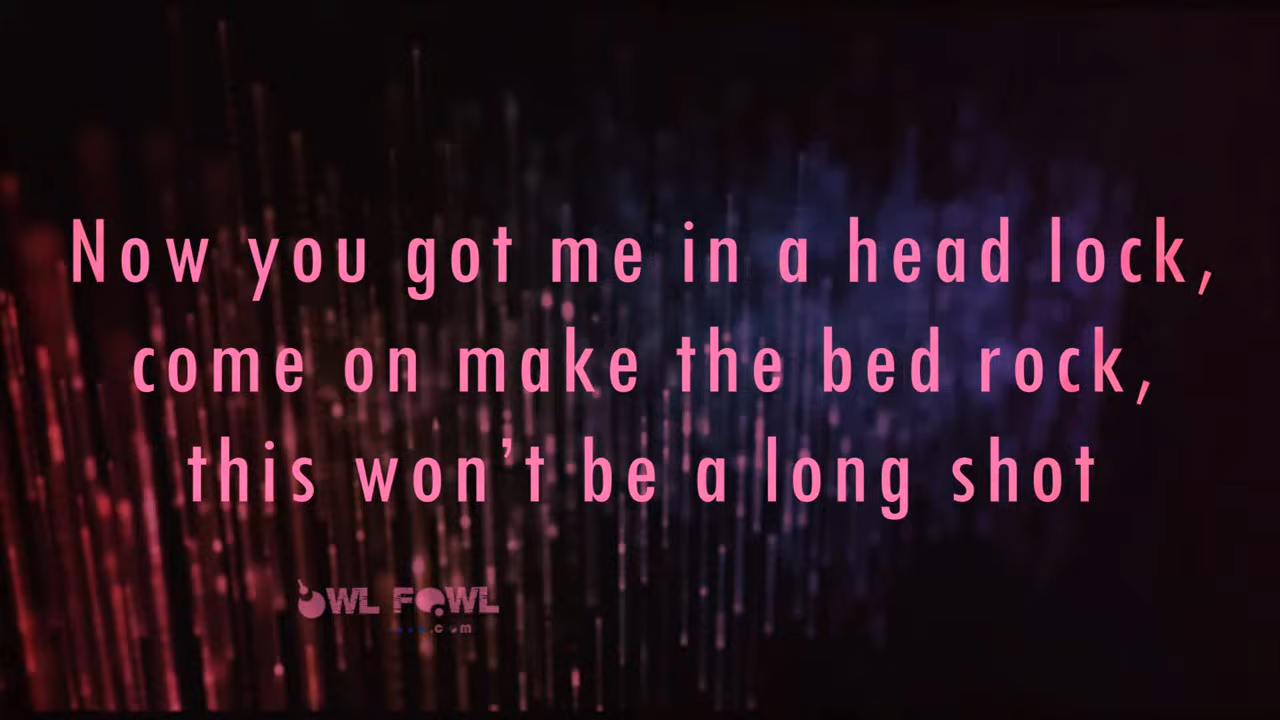 Now you got me in a head lock,
come on make the bed rock,
this won’t be a long shot
OWL FOWL
.com